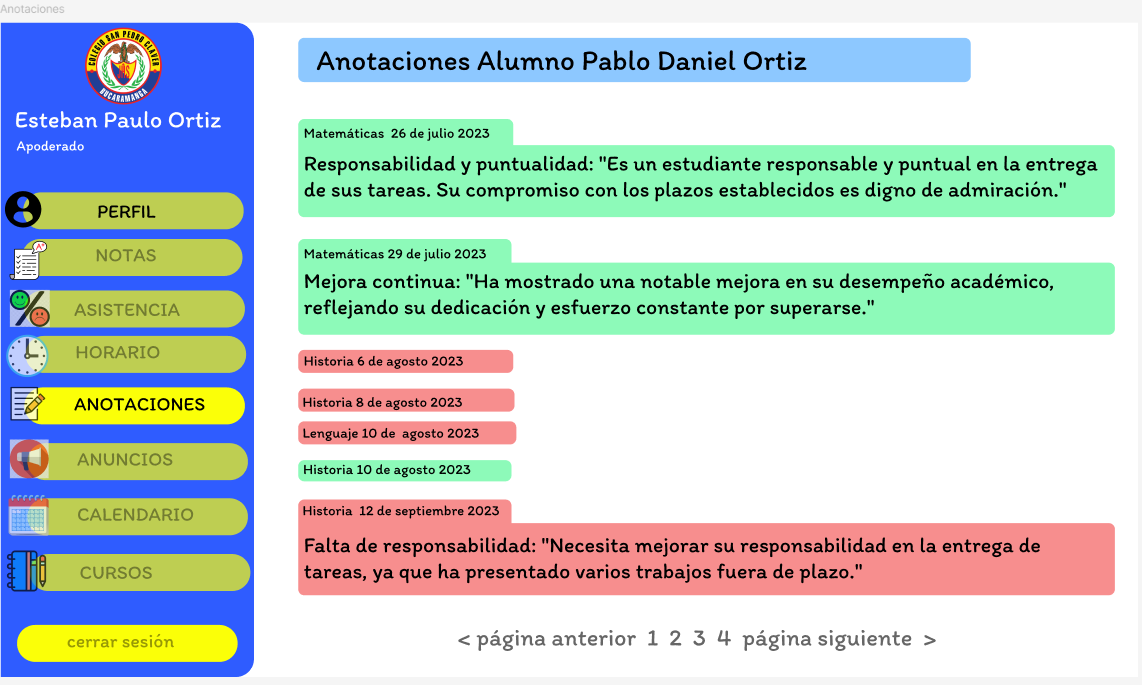 Anotaciones
COLEGIO SAN PEDRO CLAVER
BUCARAMANGA
Esteban Paulo Ortiz
Apoderado
PERFIL
A+
NOTAS
ASISTENCIA
HORARIO
ANOTACIONES
ANUNCIOS
CALENDARIO
CURSOS
cerrar sesión
Anotaciones Alumno Pablo Daniel Ortiz
Matemáticas 26 de julio 2023
Responsabilidad y puntualidad: "Es un estudiante responsable y puntual en la entrega
de sus tareas. Su compromiso con los plazos establecidos es digno de admiración."
Matemáticas 29 de julio 2023
Mejora continua: "Ha mostrado una notable mejora en su desempeño académico,
reflejando su dedicación y esfuerzo constante por superarse."
Historia 6 de agosto 2023
Historia 8 de agosto 2023
Lenguaje 10 de agosto 2023
Historia 10 de agosto 2023
Historia 12 de septiembre 2023
Falta de responsabilidad: "Necesita mejorar su responsabilidad en la entrega de
tareas, ya que ha presentado varios trabajos fuera de plazo."
< página anterior 1 2 3 4 página siguiente >